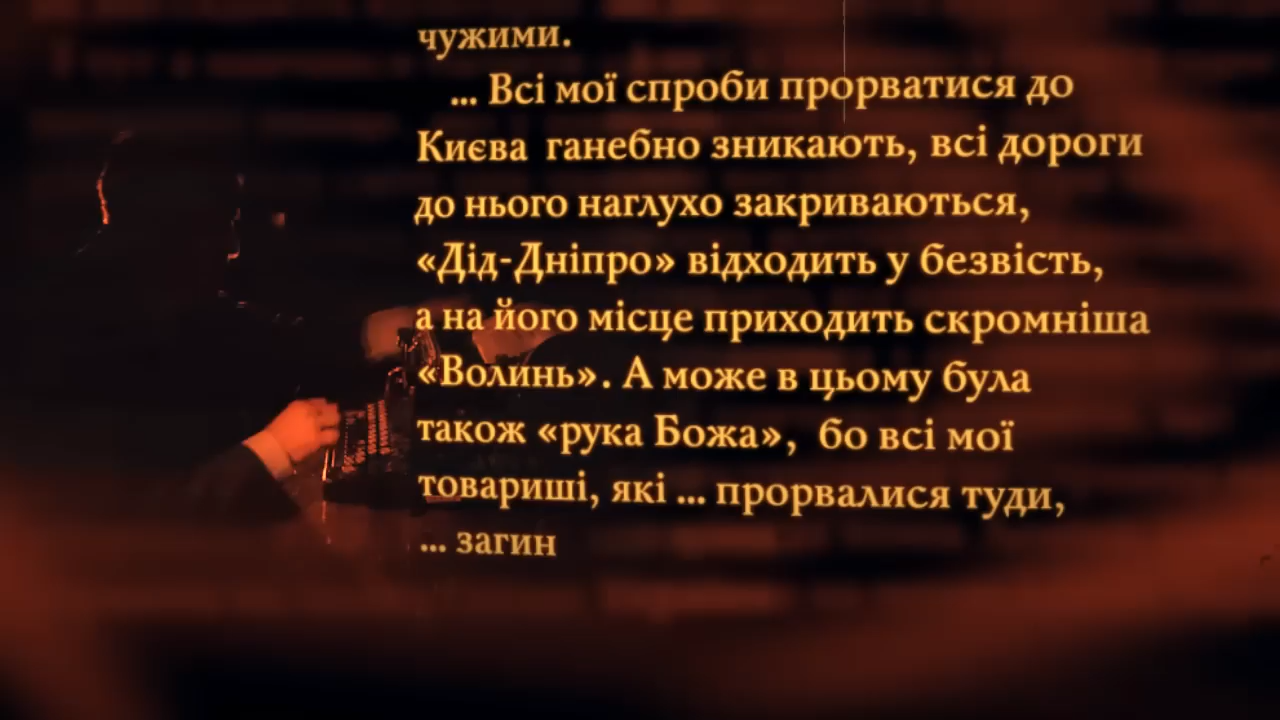 чужими.
... Всі мої спроби прорватися до
Києва ганебно зникають, всі дороги
до нього наглухо закриваються,
«Дід-Дніпро» відходить у безвість,
а на його місце приходить скромніша
«Волинь». А може в цьому була
також «рука Божа», бо всі мої
товариші, які ... прорвалися туди,
... загин